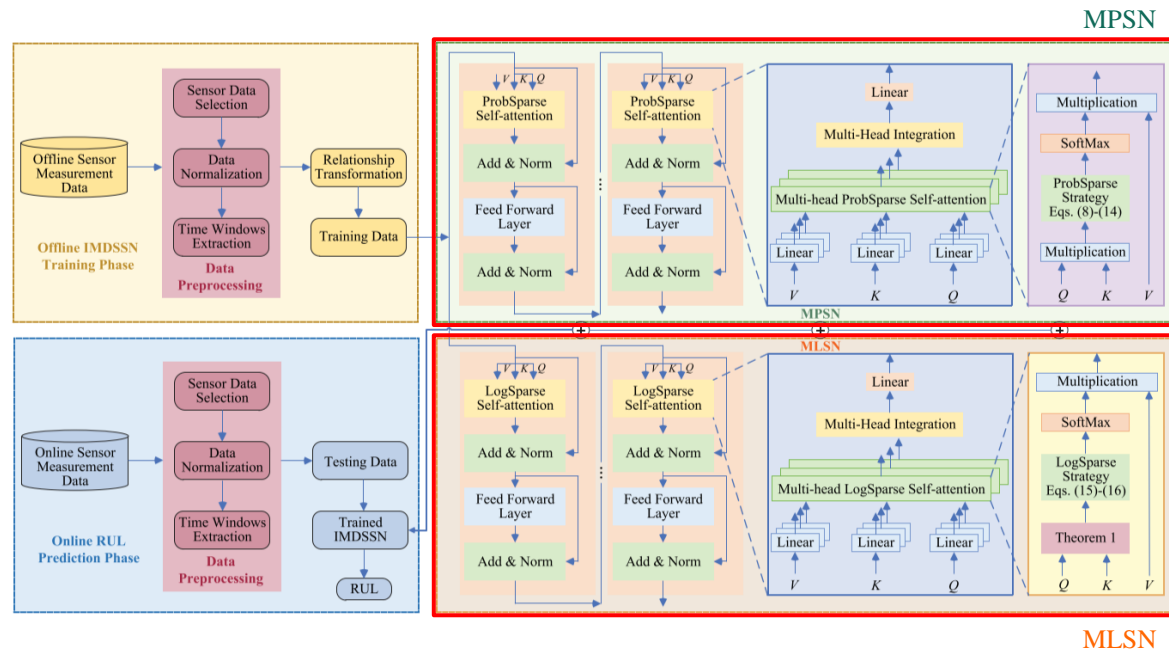 MPSN
Offline Sensor
Measurement
Data
Offline IMDSSN
Training Phase
Sensor Data
Selection
Data
Normalization
Time Windows
Extraction
Data
Preprocessing
Relationship
Transformation
Training Data
V K Q
ProbSparse
Self-attention
Add & Norm
Feed Forward
Layer
Add & Norm
...
V K Q
ProbSparse
Self-attention
Add & Norm
Feed Forward
Layer
Add & Norm
Linear
Multi-Head Integration
Multi-head ProbSparse Self-attention
Linear Linear Linear
V K Q
Multiplication
SoftMax
ProbSparse
Strategy
Eqs. (8)-(14)
Multiplication
Q K V
MPSN
+ + +
MLSN
Online Sensor
Measurement
Data
Online RUL
Prediction Phase
Sensor Data
Selection
Data
Normalization
Time Windows
Extraction
Data
Preprocessing
Testing Data
Trained
IMDSSN
RUL
V K Q
LogSparse
Self-attention
Add & Norm
Feed Forward
Layer
Add & Norm
...
V K Q
LogSparse
Self-attention
Add & Norm
Feed Forward
Layer
Add & Norm
Linear
Multi-Head Integration
Multi-head LogSparse Self-attention
Linear Linear Linear
V K Q
Multiplication
SoftMax
LogSparse
Strategy
Eqs. (15)-(16)
Theorem 1
Q K V
MLSN